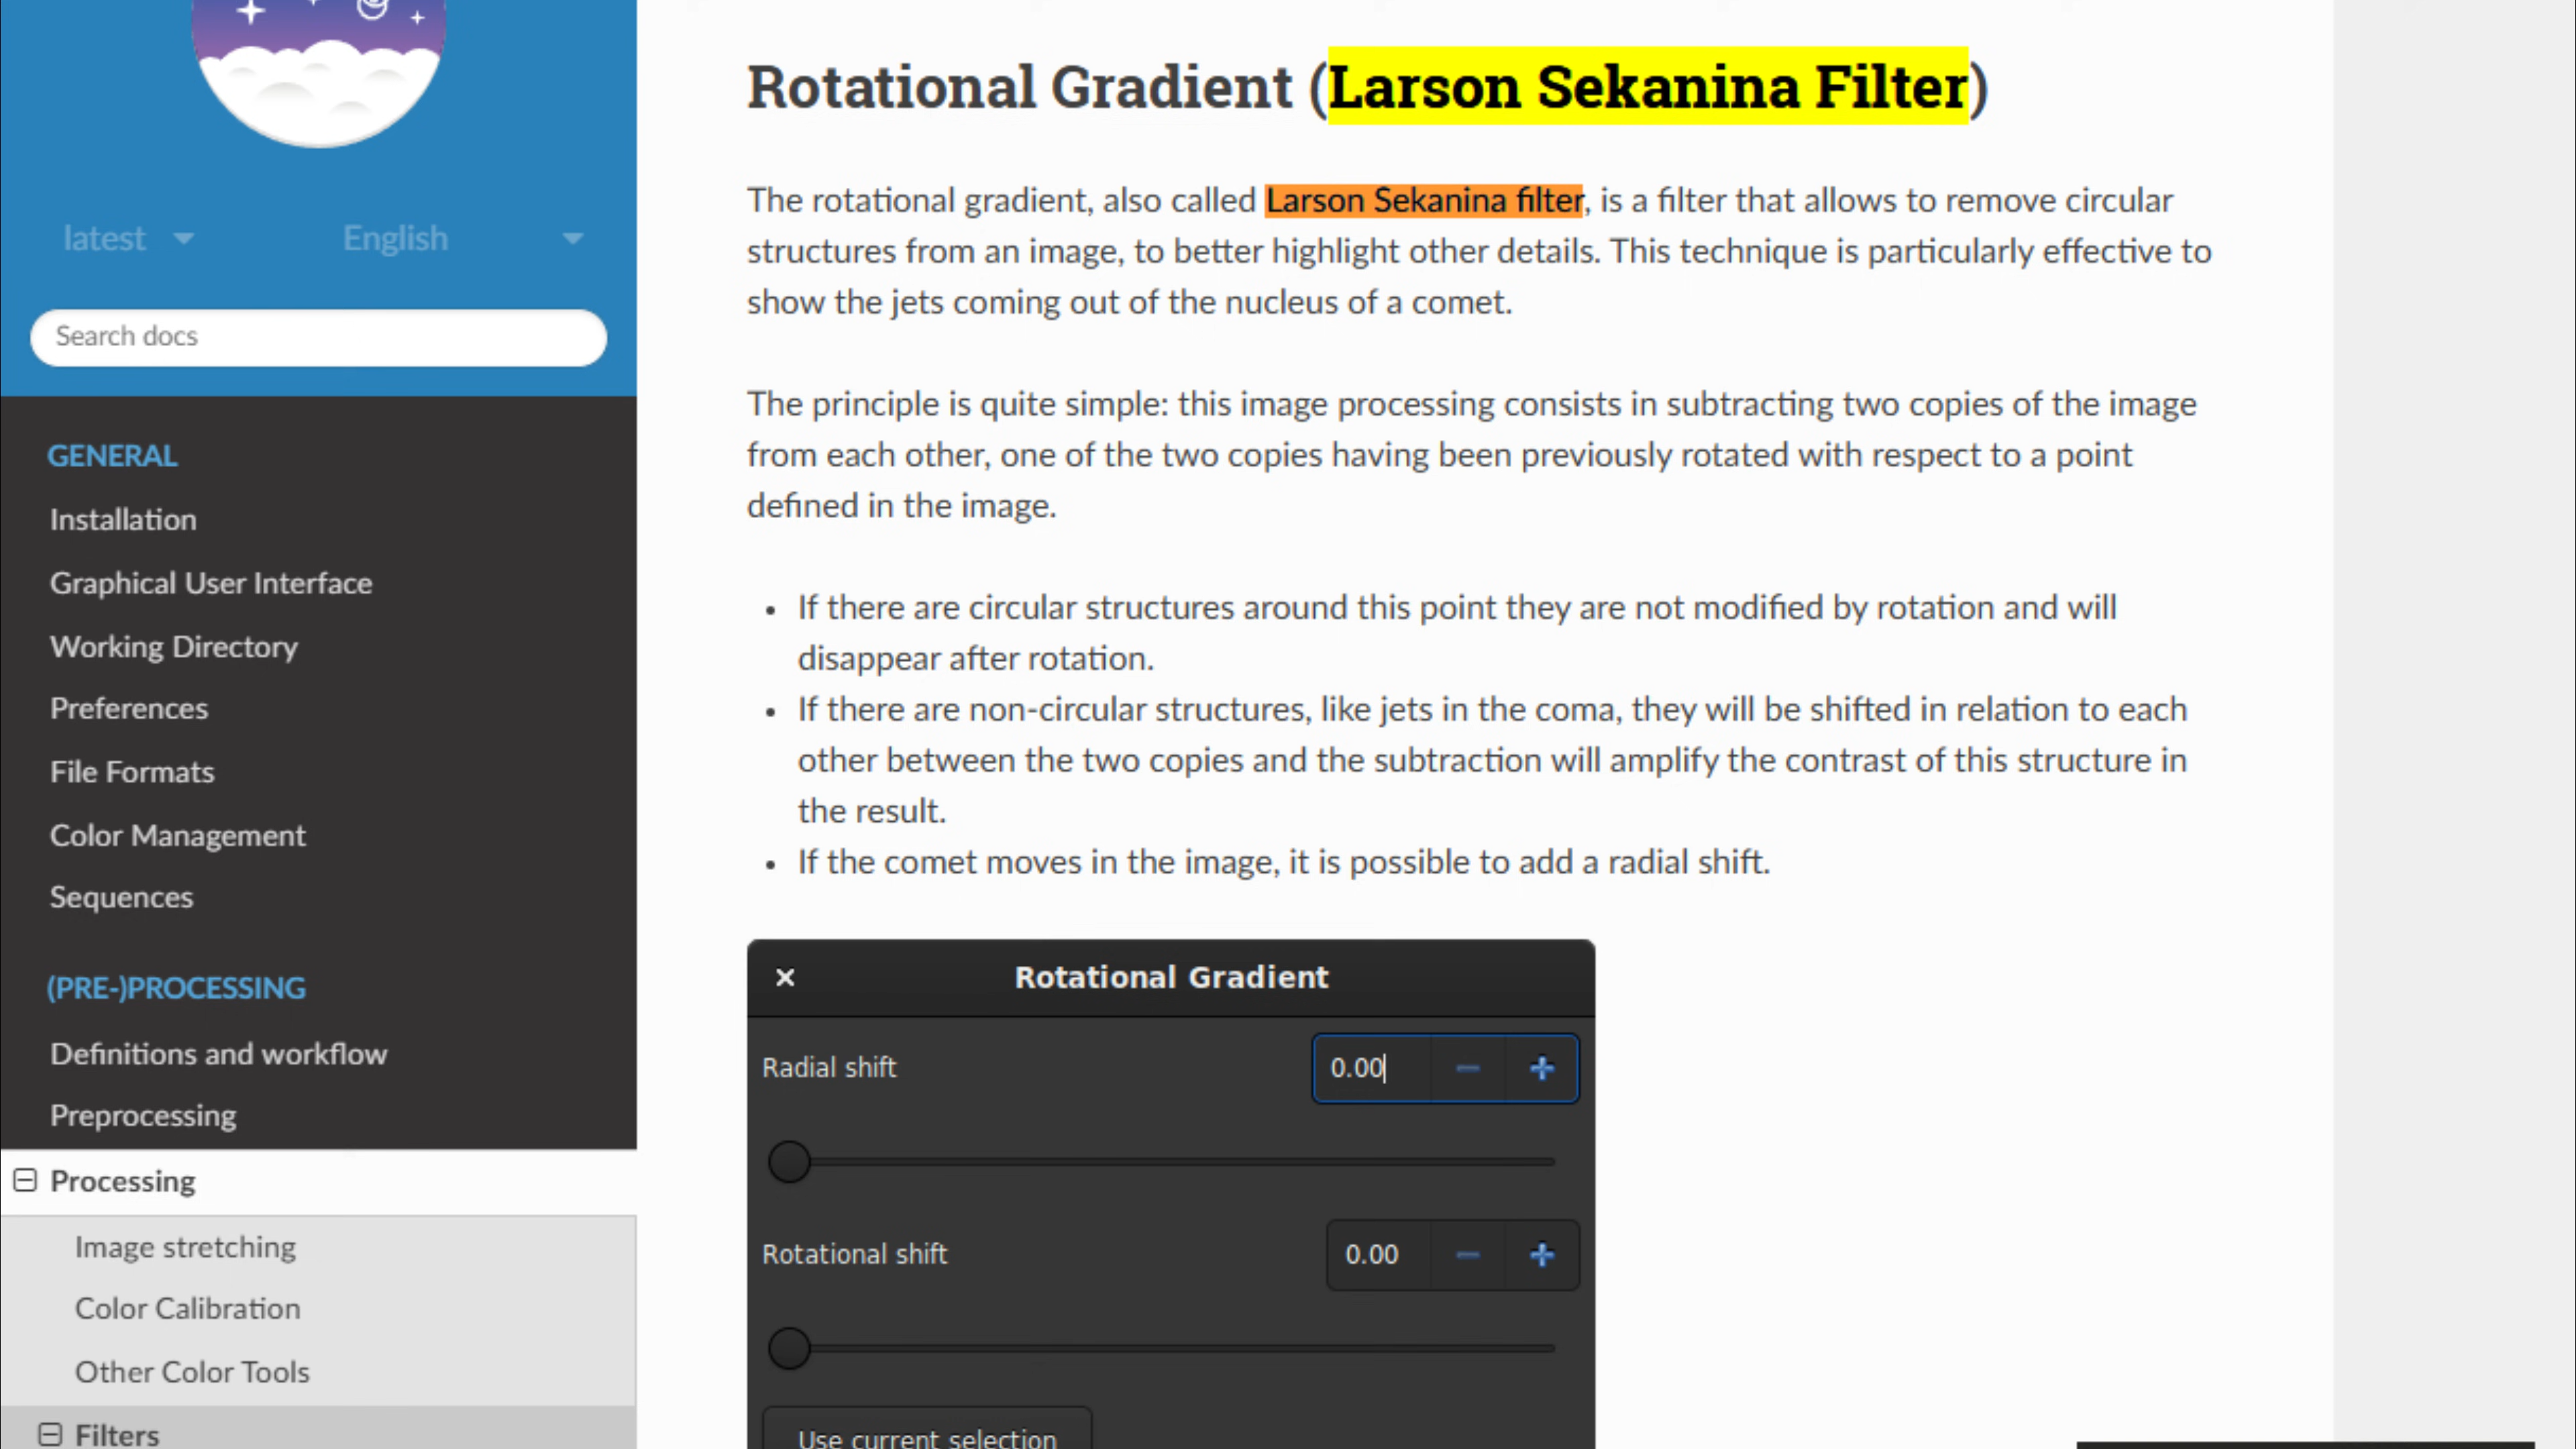 latest
English
Search docs
GENERAL
Installation
Graphical User Interface
Working Directory
Preferences
File Formats
Color Management
Sequences
(PRE-)PROCESSING
Definitions and workflow
Preprocessing
Processing
Image stretching
Color Calibration
Other Color Tools
Filters
Rotational Gradient (Larson Sekanina Filter)
The rotational gradient, also called Larson Sekanina filter, is a filter that allows to remove circular
structures from an image, to better highlight other details. This technique is particularly effective to
show the jets coming out of the nucleus of a comet.
The principle is quite simple: this image processing consists in subtracting two copies of the image
from each other, one of the two copies having been previously rotated with respect to a point
defined in the image.
• If there are circular structures around this point they are not modified by rotation and will
disappear after rotation.
• If there are non-circular structures, like jets in the coma, they will be shifted in relation to each
other between the two copies and the subtraction will amplify the contrast of this structure in
the result.
• If the comet moves in the image, it is possible to add a radial shift.
Rotational Gradient
Radial shift 0.00
Rotational shift 0.00
Use current selection